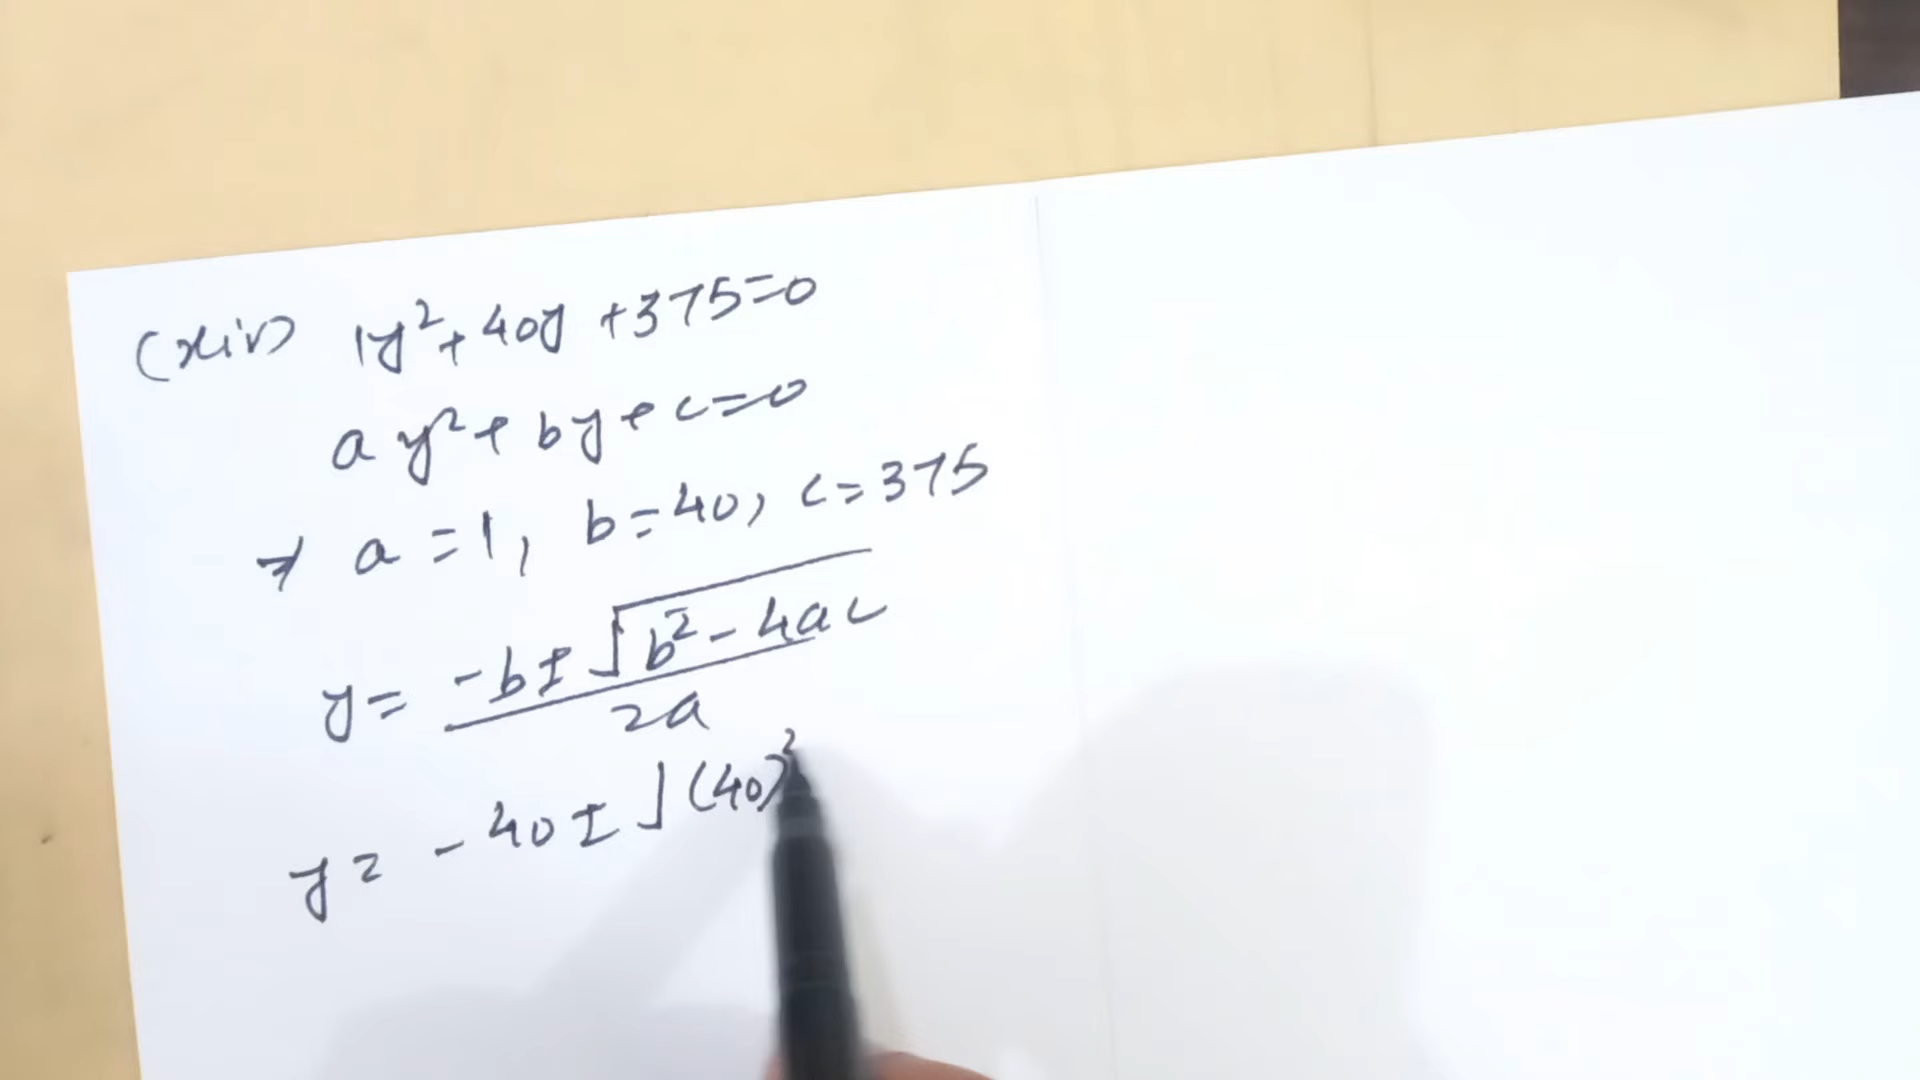 (xiv) 1y²+40y+375=0
ay²+by+c=0
⇒ a=1, b=40, c=375
y= -b±√b²-4ac / 2a
y= -40±√(40)²